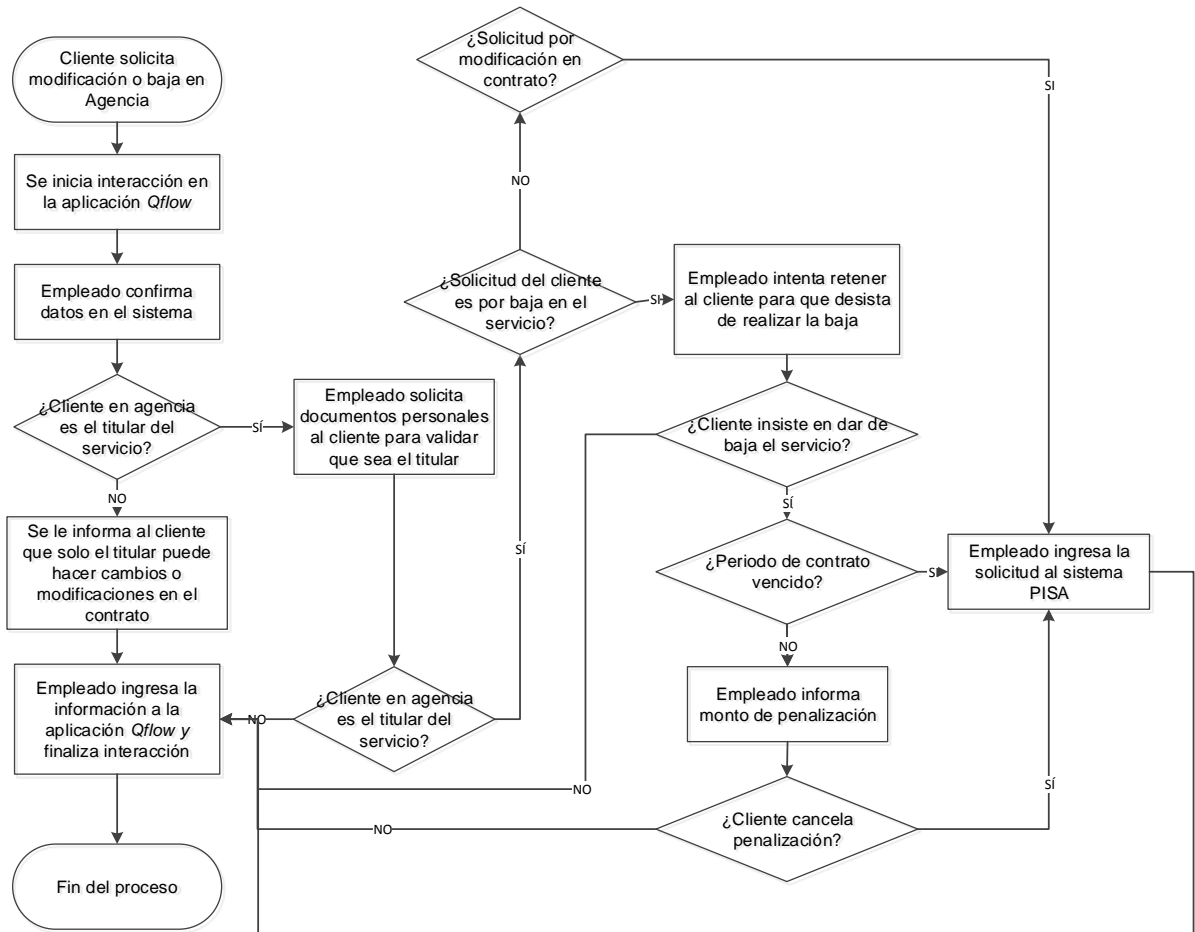 Cliente solicita
modificación o baja en
Agencia
Se inicia interacción en
la aplicación Qflow
Empleado confirma
datos en el sistema
¿Cliente en agencia
es el titular del
servicio?
SÍ
NO
Se le informa al cliente
que solo el titular puede
hacer cambios o
modificaciones en el
contrato
Empleado ingresa la
información a la
aplicación Qflow y
finaliza interacción
Fin del proceso
Empleado solicita
documentos personales
al cliente para validar
que sea el titular
¿Cliente en agencia
es el titular del
servicio?
NO
SÍ
¿Solicitud del cliente
es por baja en el
servicio?
NO
SI
¿Solicitud por
modificación en
contrato?
SI
Empleado intenta retener
al cliente para que desista
de realizar la baja
¿Cliente insiste en dar de
baja el servicio?
NO
SÍ
¿Periodo de contrato
vencido?
SI
NO
Empleado informa
monto de penalización
¿Cliente cancela
penalización?
NO
SÍ
Empleado ingresa la
solicitud al sistema
PISA